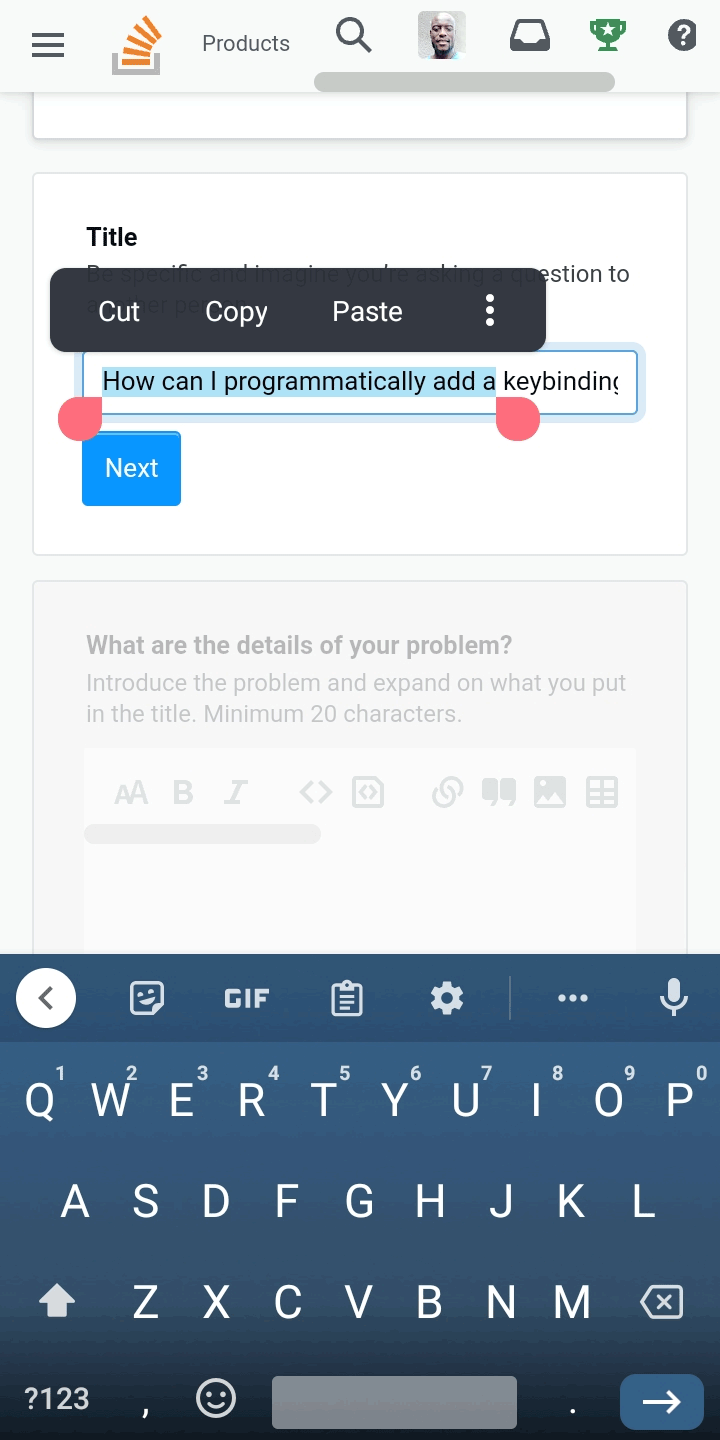 Products
Title
Be specific and imagine you're asking a question to
another person.
Cut Copy Paste
How can I programmatically add a keybinding
Next
What are the details of your problem?
Introduce the problem and expand on what you put
in the title. Minimum 20 characters.
AA B I
GIF
1 2 3 4 5 6 7 8 9 0
Q W E R T Y U I O P
A S D F G H J K L
Z X C V B N M
?123 , .